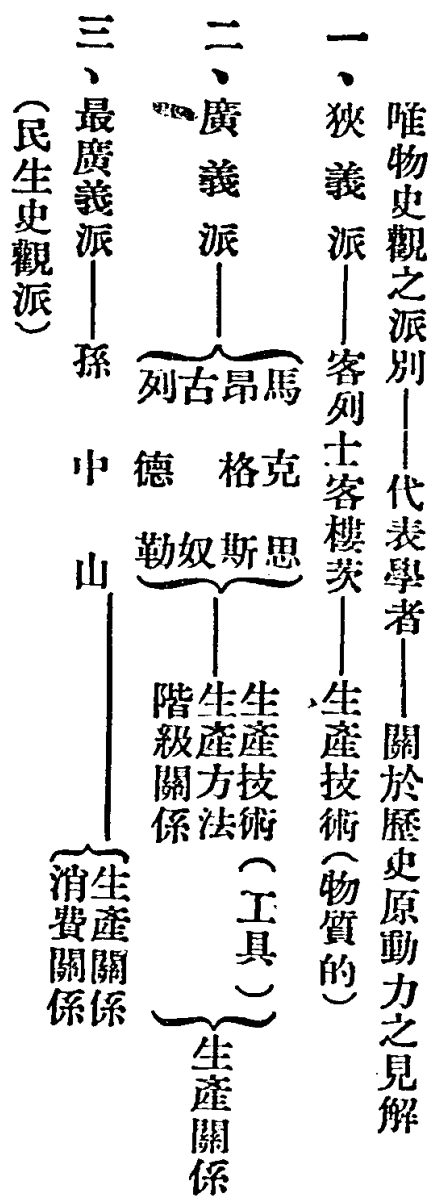 唯物史觀之派別——代表學者——關於歷史原動力之見解
一、狹義派——客列士客樓茨——生產技術(物質的)
二、廣義派——
馬克思
昂格斯
古奴
列德勒
生產技術(工具)
生產方法
階級關係
生產關係
三、最廣義派——孫中山——
生產關係
消費關係
(民生史觀派)